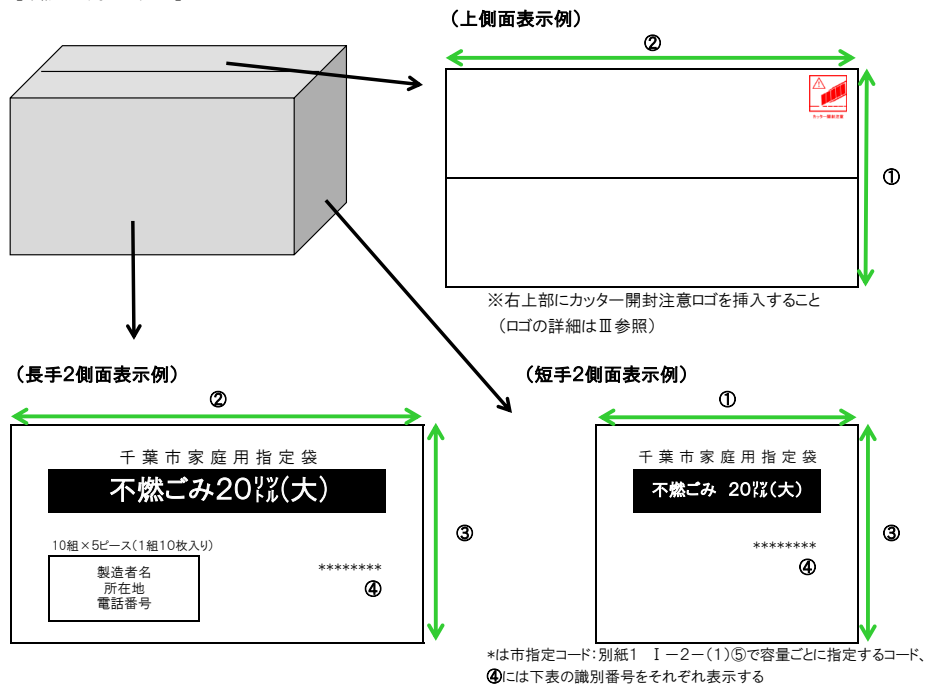 (上側面表示例)
②
カッター開封注意
①
※右上部にカッター開封注意ロゴを挿入すること
(ロゴの詳細はⅢ参照)
(長手2側面表示例)
②
千葉市家庭用指定袋
不燃ごみ20㍑(大)
10組×5ピース(1組10枚入り)
製造者名
所在地
電話番号
********
④
③
(短手2側面表示例)
①
千葉市家庭用指定袋
不燃ごみ 20㍑(大)
********
④
③
*は市指定コード:別紙1 Ⅰ-2-(1)⑤で容量ごとに指定するコード、
④には下表の識別番号をそれぞれ表示する